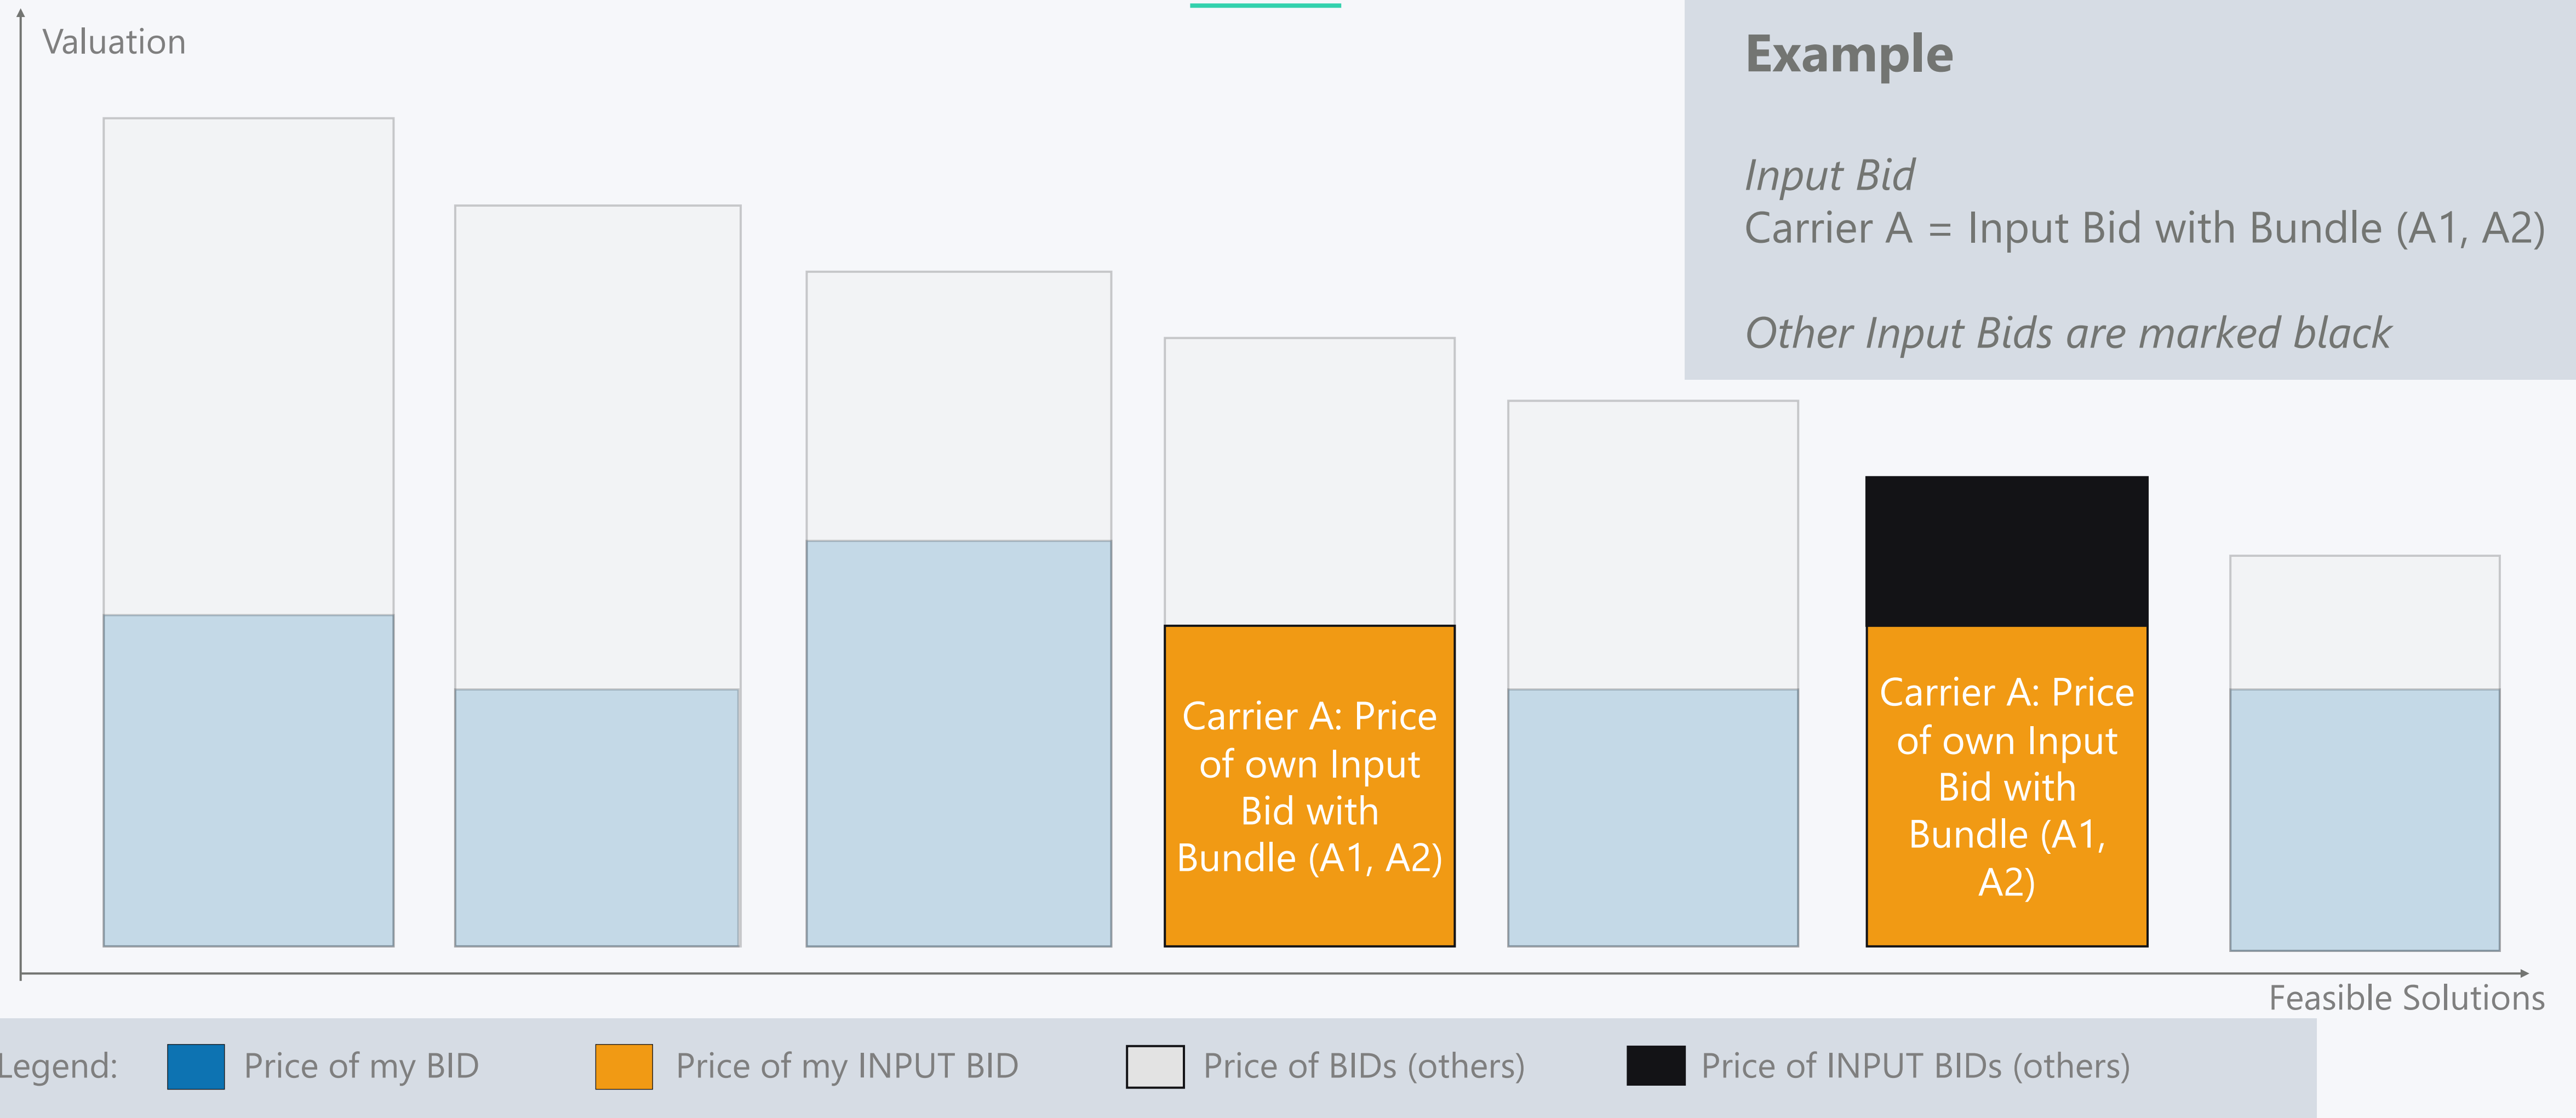 Valuation
Example
Input Bid
Carrier A = Input Bid with Bundle (A1, A2)
Other Input Bids are marked black
Carrier A: Price
of own Input
Bid with
Bundle (A1, A2)
Carrier A: Price
of own Input
Bid with
Bundle (A1,
A2)
Feasible Solutions
Legend:
Price of my BID
Price of my INPUT BID
Price of BIDs (others)
Price of INPUT BIDs (others)